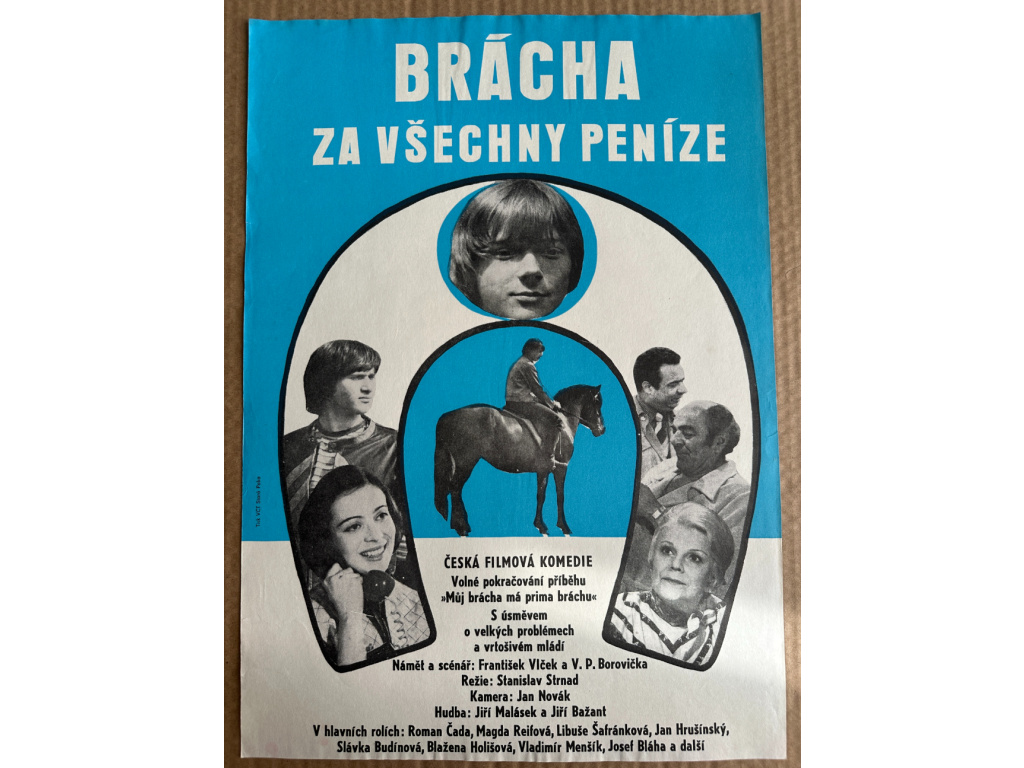 BRÁCHA
ZA VŠECHNY PENÍZE
ČESKÁ FILMOVÁ KOMEDIE
Volné pokračování příběhu
»Můj brácha má prima bráchu«
S úsměvem
o velkých problémech
a vrtošivém mládí
Námět a scénář: František Vlček a V. P. Borovička
Režie: Stanislav Strnad
Kamera: Jan Novák
Hudba: Jiří Malásek a Jiří Bažant
V hlavních rolích: Roman Čada, Magda Reifová, Libuše Šafránková, Jan Hrušínský,
Slávka Budínová, Blažena Holišová, Vladimír Menšík, Josef Bláha a další